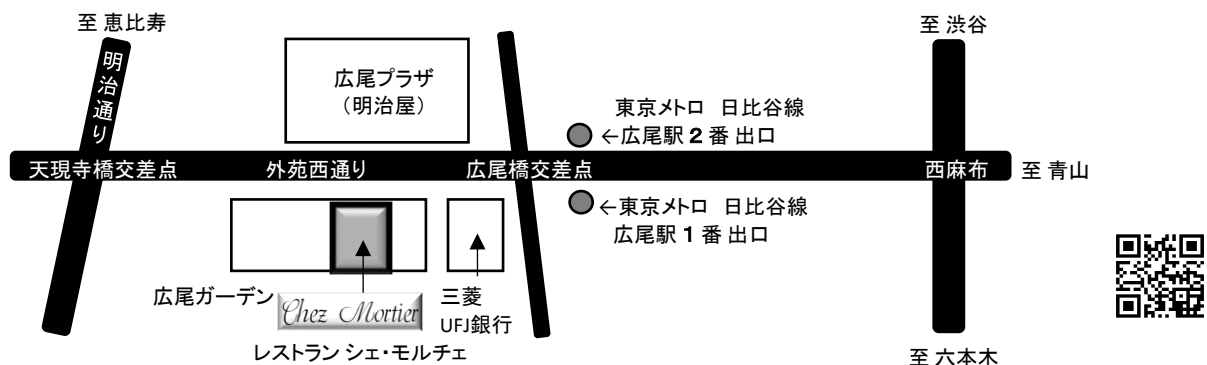 至 恵比寿
明治通り
広尾プラザ
（明治屋）
至 渋谷
東京メトロ 日比谷線
←広尾駅 2 番 出口
天現寺橋交差点
外苑西通り
広尾橋交差点
西麻布
至 青山
←東京メトロ 日比谷線
広尾駅 1 番 出口
広尾ガーデン
Chez Mortier
三菱
UFJ銀行
レストラン シェ・モルチェ
至 六本木